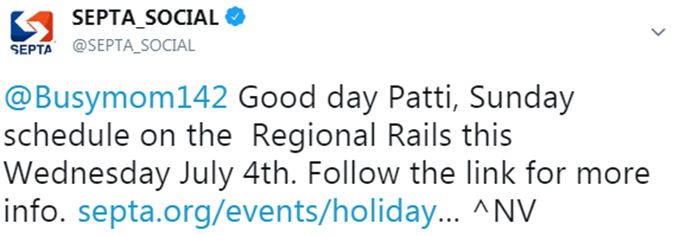 SEPTA_SOCIAL
SEPTA
@SEPTA_SOCIAL
@Busymom142 Good day Patti, Sunday
schedule on the  Regional Rails this
Wednesday July 4th. Follow the link for more
info. septa.org/events/holiday... ^NV